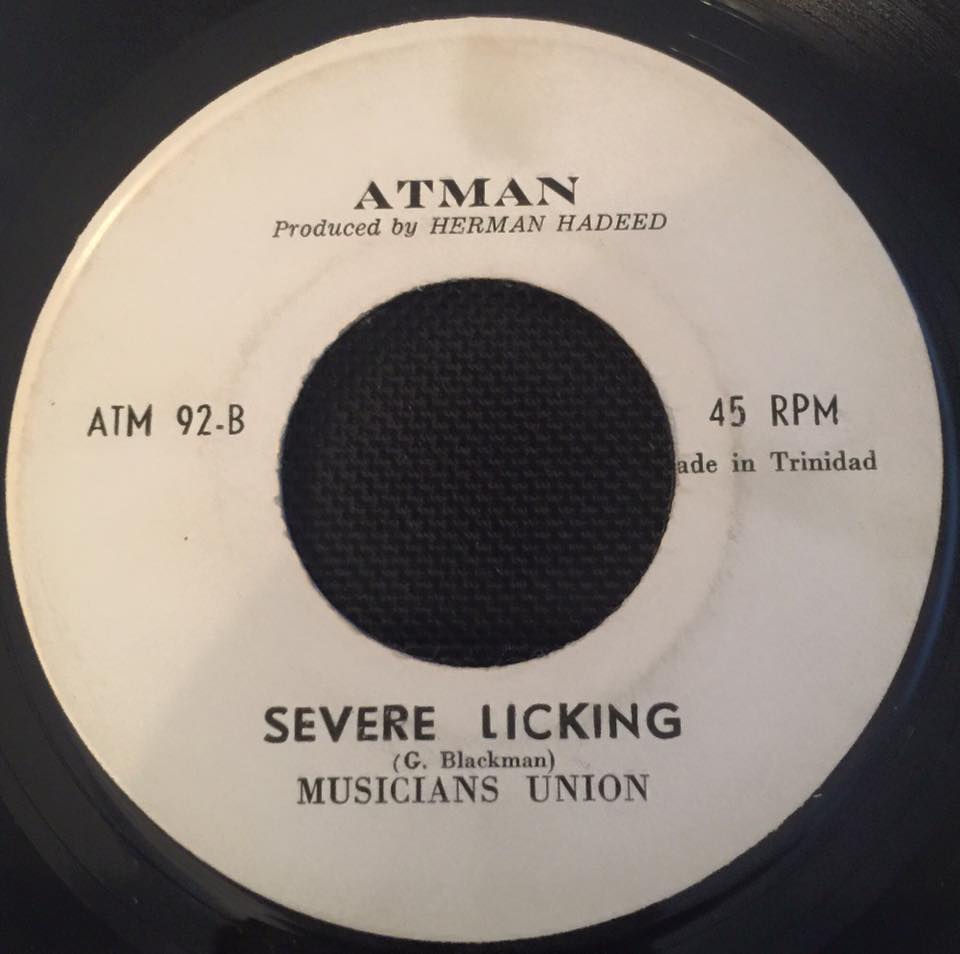 ATMAN
Produced by HERMAN HADEED
ATM 92-B
45 RPM
ade in Trinidad
SEVERE LICKING
(G. Blackman)
MUSICIANS UNION